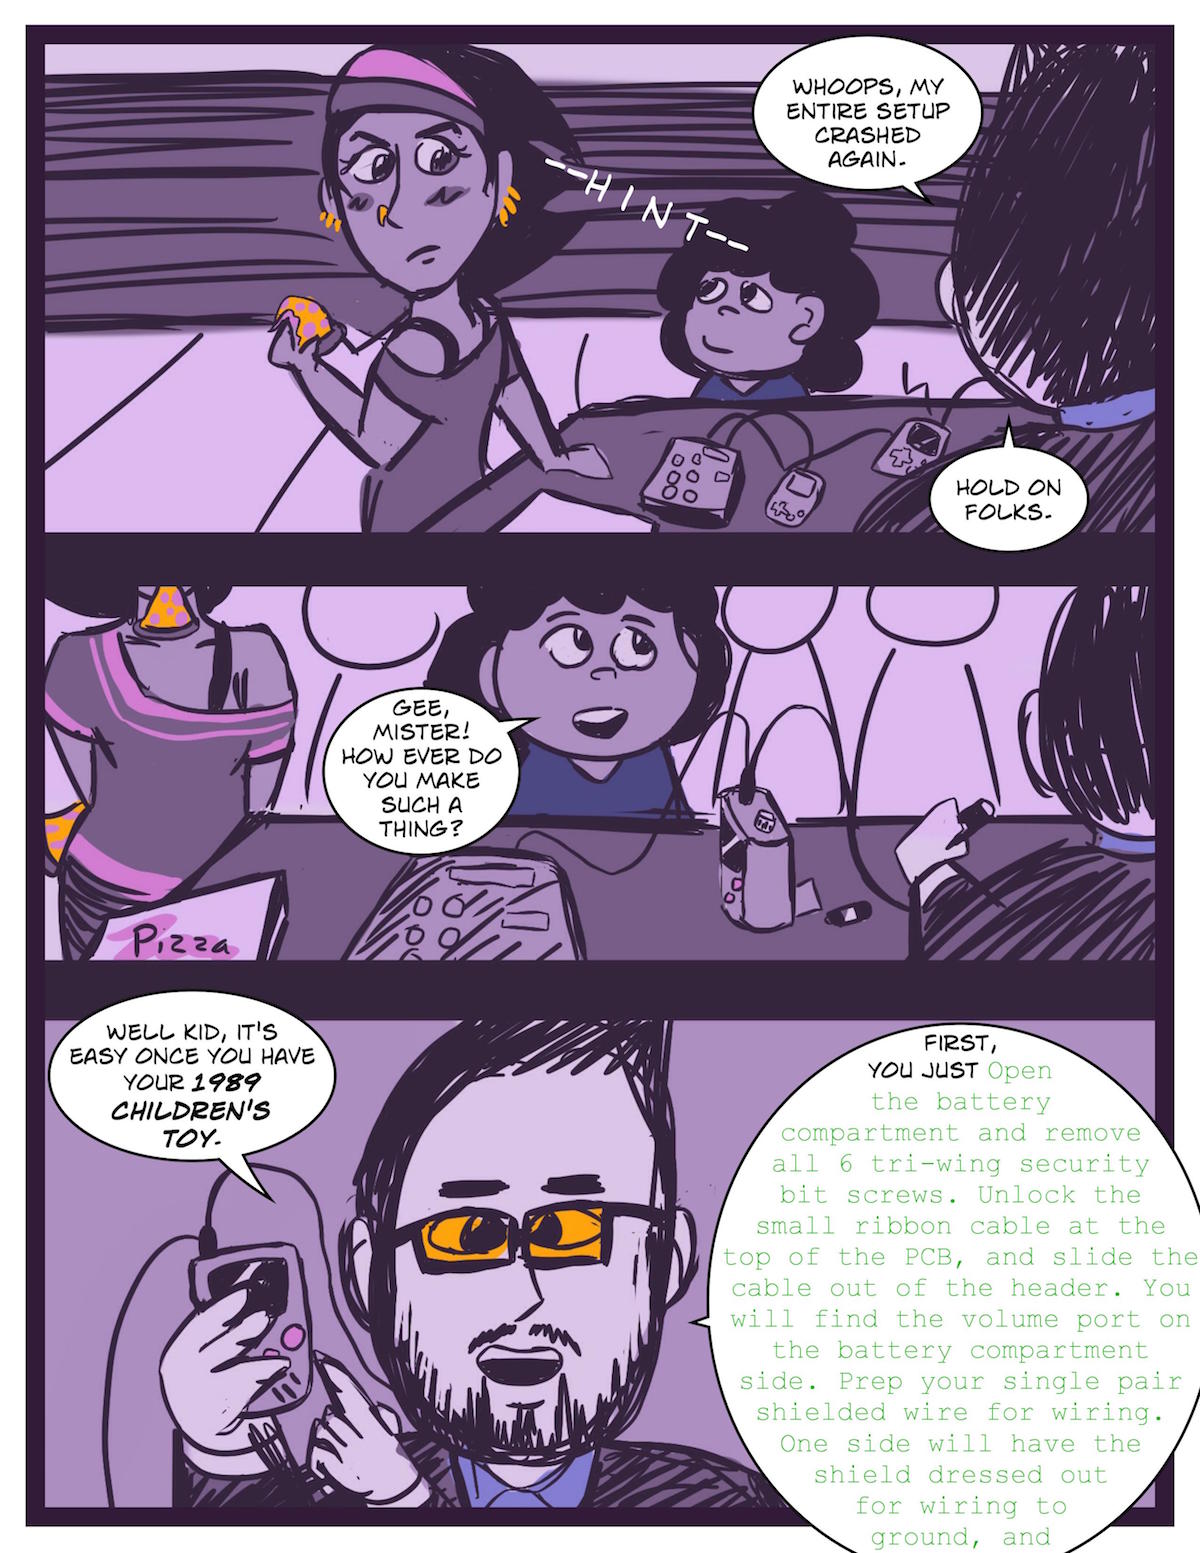 WHOOPS, MY
ENTIRE SETUP
CRASHED
AGAIN.
--HINT--
HOLD ON
FOLKS.
GEE,
MISTER!
HOW EVER DO
YOU MAKE
SUCH A
THING?
Pizza
WELL KID, IT'S
EASY ONCE YOU HAVE
YOUR 1989
CHILDREN'S
TOY.
FIRST,
YOU JUST Open
the battery
compartment and remove
all 6 tri-wing security
bit screws. Unlock the
small ribbon cable at the
top of the PCB, and slide the
cable out of the header. You
will find the volume port on
the battery compartment
side. Prep your single pair
shielded wire for wiring.
One side will have the
shield dressed out
for wiring to
ground, and